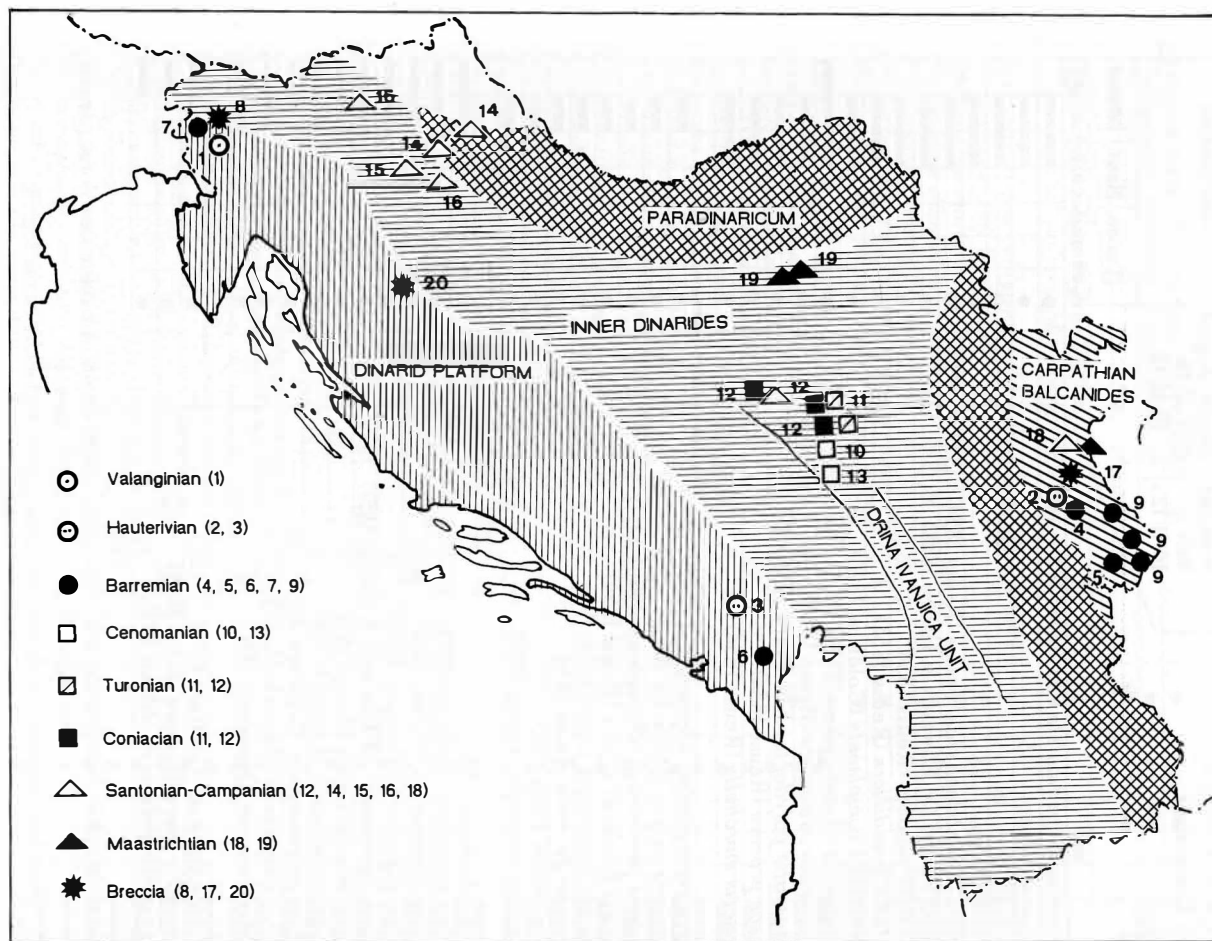 15
14
8
7
1
14
15
16
PARADINARICUM
19
19
20
INNER DINARIDES
DINARID PLATFORM
CARPATHIAN
BALCANIDES
12
12
11
12
10
13
18
17
2
4
9
9
5
9
DRINA IVANJICA UNIT
3
6
Valanginian (1)
Hauterivian (2, 3)
Barremian (4, 5, 6, 7, 9)
Cenomanian (10, 13)
Turonian (11, 12)
Coniacian (11, 12)
Santonian-Campanian (12, 14, 15, 16, 18)
Maastrichtian (18, 19)
Breccia (8, 17, 20)